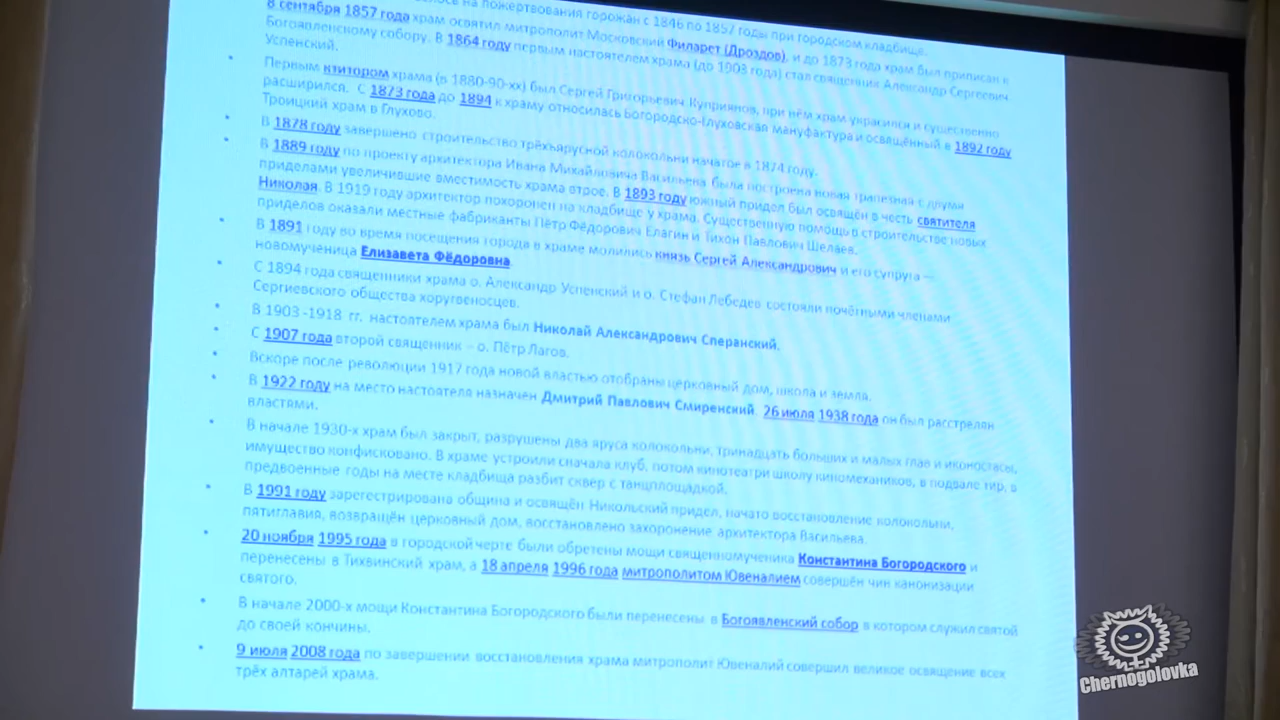 на пожертвования горожан с 1846 по 1857 годы при городском кладбище.
8 сентября 1857 года храм освятил митрополит Московский Филарет (Дроздов), и до 1873 года храм был приписан к
Богоявленскому собору. В 1864 году первым настоятелем храма (до 1903 года) стал священник Александр Сергеевич
Успенский.
• Первым ктитором храма (в 1880-90-хх) был Сергей Григорьевич Куприянов, при нём храм украсился и существенно
расширился. С 1873 года до 1894 к храму относилась Богородско-Глуховская мануфактура и освящённый в 1892 году
Троицкий храм в Глухово.
• В 1878 году завершено строительство трёхъярусной колокольни начатое в 1874 году.
• В 1889 году по проекту архитектора Ивана Михайловича Васильева была построена новая трапезная с двумя
приделами увеличившие вместимость храма втрое. В 1893 году южный придел был освящён в честь святителя
Николая. В 1919 году архитектор похоронен на кладбище у храма. Существенную помощь в строительстве новых
приделов оказали местные фабриканты Пётр Фёдорович Елагин и Тихон Павлович Шелаев.
• В 1891 году во время посещения города в храме молились князь Сергей Александрович и его супруга —
новомученица Елизавета Фёдоровна.
• С 1894 года священники храма о. Александр Успенский и о. Стефан Лебедев состояли почётными членами
Сергиевского общества хоругвеносцев.
• В 1903 -1918 гг. настоятелем храма был Николай Александрович Сперанский.
• С 1907 года второй священник – о. Пётр Лагов.
• Вскоре после революции 1917 года новой властью отобраны церковный дом, школа и земля.
• В 1922 году на место настоятеля назначен Дмитрий Павлович Смиренский. 26 июля 1938 года он был расстрелян
властями.
• В начале 1930-х храм был закрыт, разрушены два яруса колокольни, тринадцать больших и малых глав и иконостасы,
имущество конфисковано. В храме устроили сначала клуб, потом кинотеатр и школу киномехаников, в подвале тир, в
предвоенные годы на месте кладбища разбит сквер с танцплощадкой.
• В 1991 году зарегестрирована община и освящён Никольский придел, начато восстановление колокольни,
пятиглавия, возвращён церковный дом, восстановлено захоронение архитектора Васильева.
• 20 ноября 1995 года в городской черте были обретены мощи священномученика Константина Богородского и
перенесены в Тихвинский храм, а 18 апреля 1996 года митрополитом Ювеналием совершён чин канонизации
святого.
• В начале 2000-х мощи Константина Богородского были перенесены в Богоявленский собор в котором служил святой
до своей кончины.
• 9 июля 2008 года по завершении восстановления храма митрополит Ювеналий совершил великое освящение всех
трёх алтарей храма.
Chernogolovka